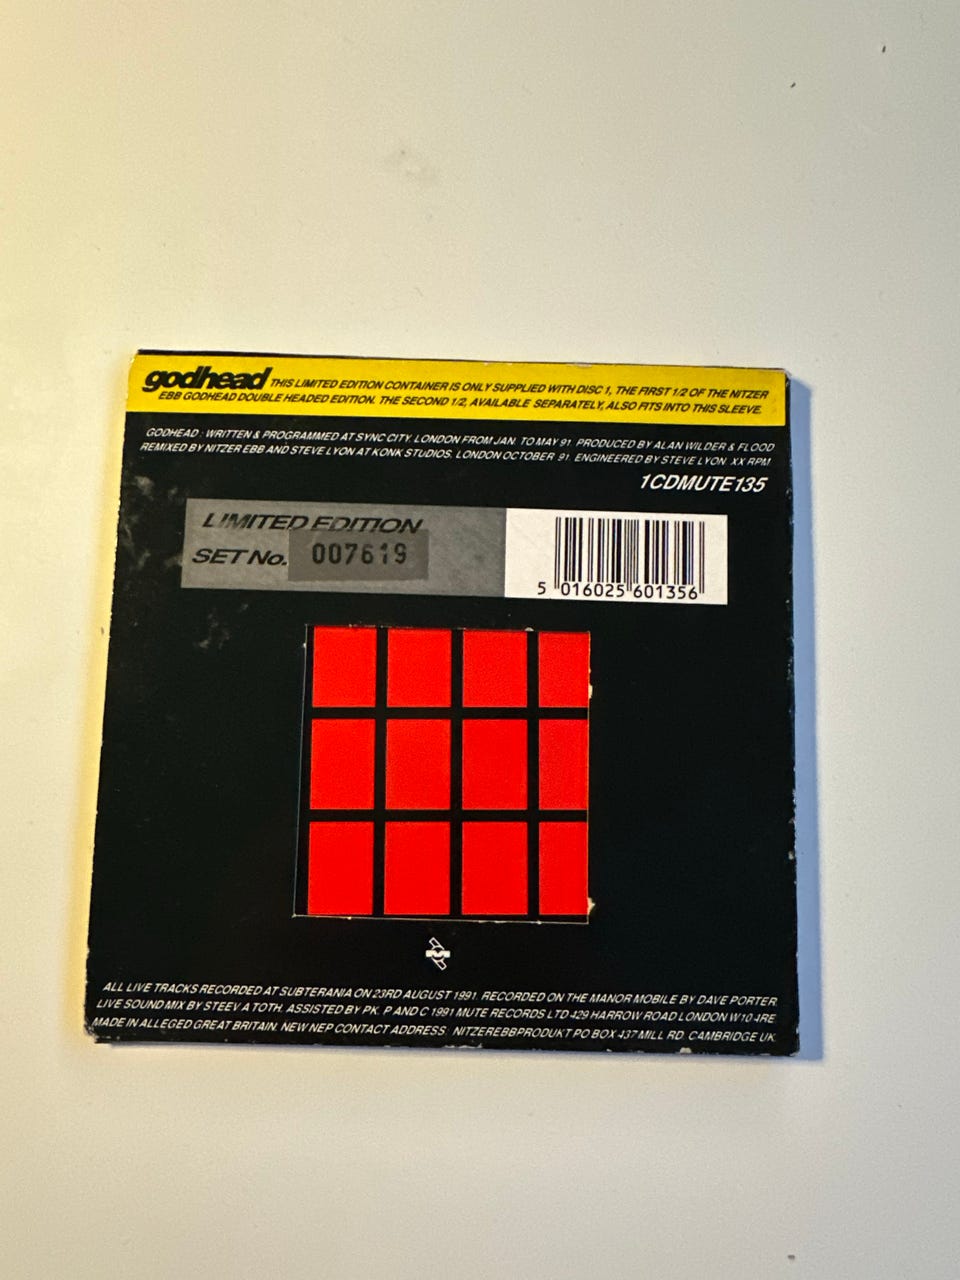 godhead THIS LIMITED EDITION CONTAINER IS ONLY SUPPLIED WITH DISC 1, THE FIRST 1/2 OF THE NITZER
EBB GODHEAD DOUBLE HEADED EDITION. THE SECOND 1/2, AVAILABLE SEPARATELY, ALSO FITS INTO THIS SLEEVE.
GODHEAD : WRITTEN & PROGRAMMED AT SYNC CITY, LONDON FROM JAN. TO MAY 91. PRODUCED BY ALAN WILDER & FLOOD
REMIXED BY NITZER EBB AND STEVE LYON AT KONK STUDIOS, LONDON OCTOBER '91. ENGINEERED BY STEVE LYON. XX RPM
1CDMUTE135
LIMITED EDITION
SET No. 007619
5 016025 601356
ALL LIVE TRACKS RECORDED AT SUBTERANIA ON 23RD AUGUST 1991. RECORDED ON THE MANOR MOBILE BY DAVE PORTER.
LIVE SOUND MIX BY STEEV A TOTH. ASSISTED BY PK. P AND C 1991 MUTE RECORDS LTD 429 HARROW ROAD LONDON W10 4RE.
MADE IN ALLEGED GREAT BRITAIN. NEW NEP CONTACT ADDRESS : NITZEREBBPRODUKT PO BOX 437 MILL RD. CAMBRIDGE UK.